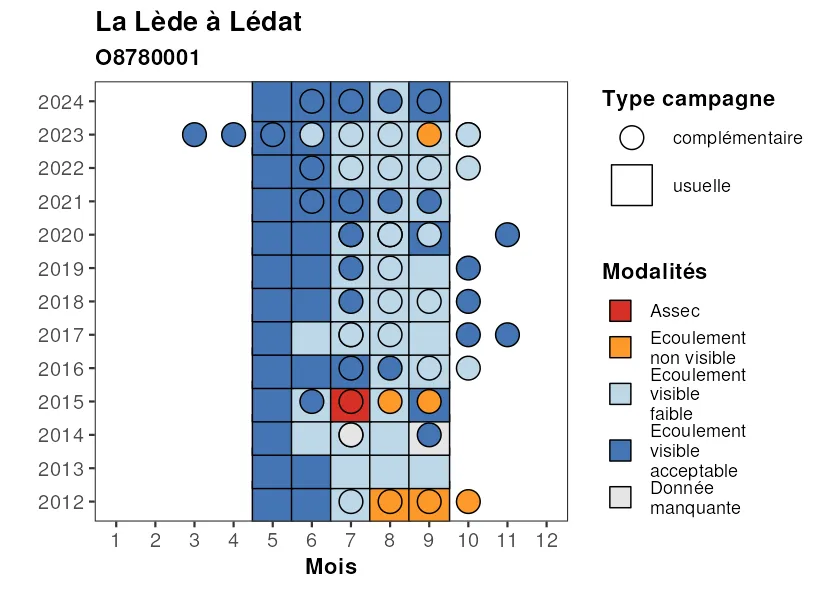 La Lède à Lédat
O8780001
2024
2023
2022
2021
2020
2019
2018
2017
2016
2015
2014
2013
2012
1 2 3 4 5 6 7 8 9 10 11 12
Mois
Type campagne
complémentaire
usuelle
Modalités
Assec
Ecoulement
non visible
Ecoulement
visible
faible
Ecoulement
visible
acceptable
Donnée
manquante